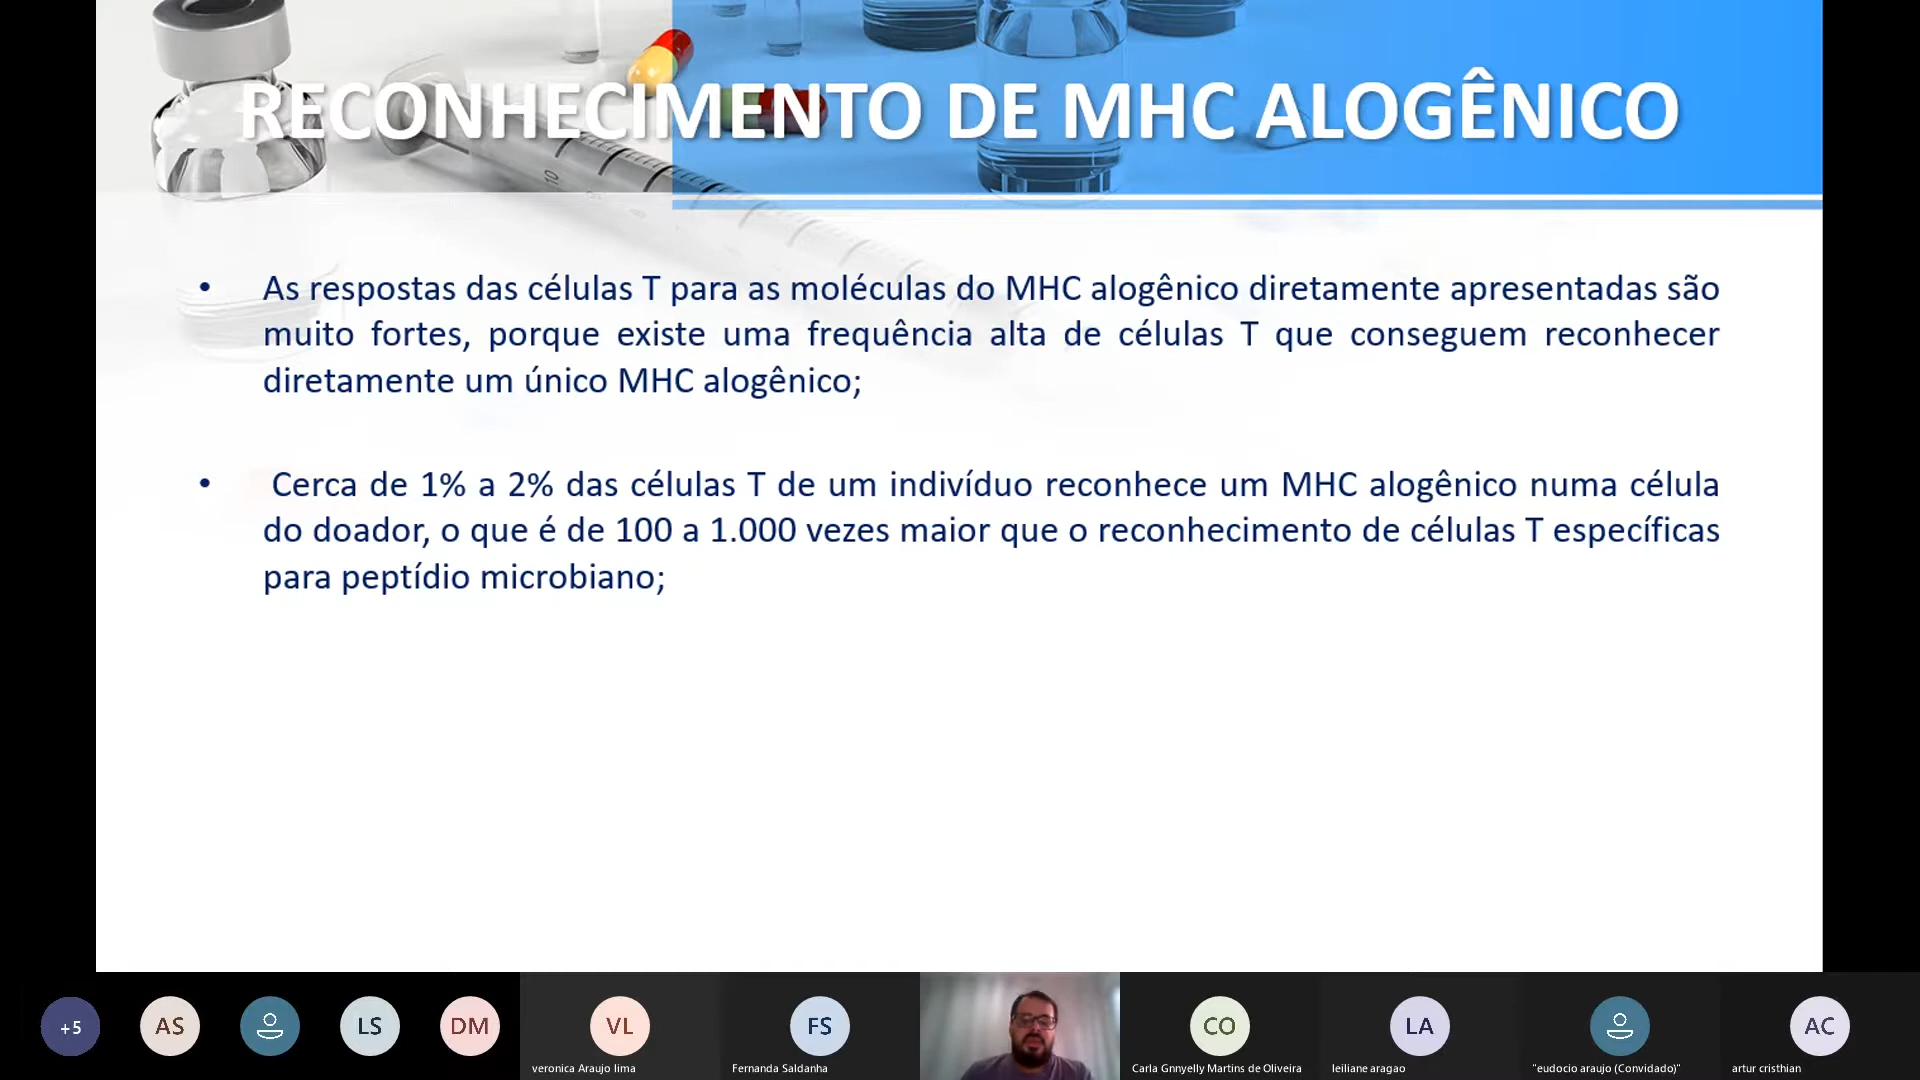 RECONHECIMENTO DE MHC ALOGÊNICO
• As respostas das células T para as moléculas do MHC alogênico diretamente apresentadas são
muito fortes, porque existe uma frequência alta de células T que conseguem reconhecer
diretamente um único MHC alogênico;
• Cerca de 1% a 2% das células T de um indivíduo reconhece um MHC alogênico numa célula
do doador, o que é de 100 a 1.000 vezes maior que o reconhecimento de células T específicas
para peptídio microbiano;
10
+5
AS
LS
DM
VL
FS
CO
LA
AC
veronica Araujo lima
Fernanda Saldanha
Carla Gnnyelly Martins de Oliveira
leiliane aragao
"eudocio araujo (Convidado)"
artur cristhian